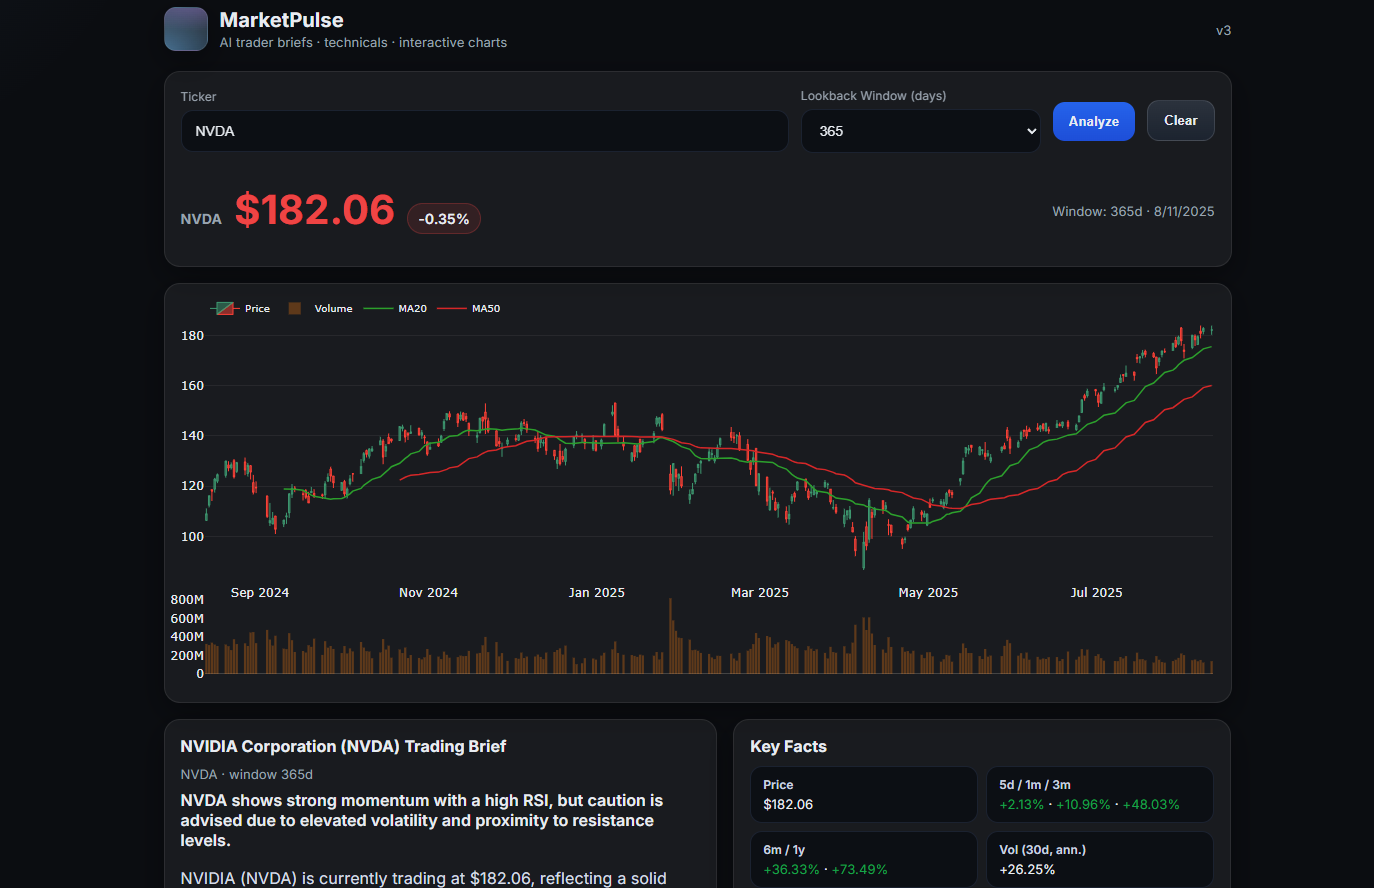 MarketPulse
AI trader briefs · technicals · interactive charts
v3
Ticker
Lookback Window (days)
NVDA
365
Analyze
Clear
NVDA $182.06 -0.35%
Window: 365d · 8/11/2025
Price Volume MA20 MA50
180
160
140
120
100
Sep 2024 Nov 2024 Jan 2025 Mar 2025 May 2025 Jul 2025
800M
600M
400M
200M
0
NVIDIA Corporation (NVDA) Trading Brief
NVDA · window 365d
NVDA shows strong momentum with a high RSI, but caution is
advised due to elevated volatility and proximity to resistance
levels.
NVIDIA (NVDA) is currently trading at $182.06, reflecting a solid
Key Facts
Price
$182.06
5d / 1m / 3m
+2.13% · +10.96% · +48.03%
6m / 1y
+36.33% · +73.49%
Vol (30d, ann.)
+26.25%